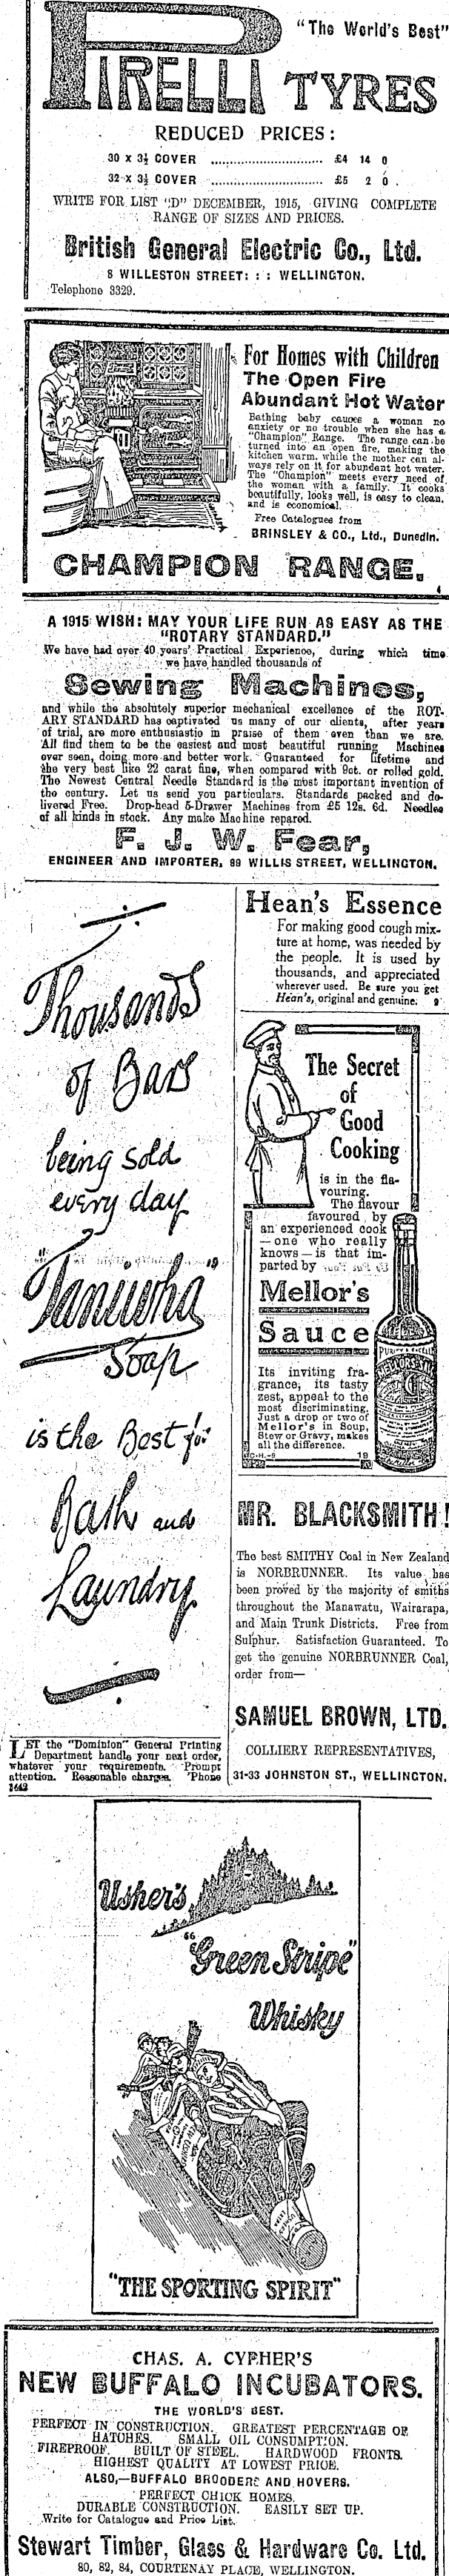 "The World's Best"
PIRELLI TYRES
REDUCED PRICES:
30 x 3½ COVER .............................. £4 14 0
32 x 3½ COVER .............................. £5 2 0.
WRITE FOR LIST "D" DECEMBER, 1915, GIVING COMPLETE
RANGE OF SIZES AND PRICES.
British General Electric Co., Ltd.
8 WILLESTON STREET: : : WELLINGTON.
Telephone 3329.
For Homes with Children
The Open Fire
Abundant Hot Water
Bathing baby causes a woman no
anxiety or no trouble when she has a
"Champion" Range. The range can be
turned into an open fire, making the
kitchen warm, while the mother can al-
ways rely on it for abundant hot water.
The "Champion" meets every need of
the woman with a family. It cooks
beautifully, looks well, is easy to clean,
and is economical.
Free Catalogues from
BRINSLEY & CO., Ltd., Dunedin.
CHAMPION RANGE.
4
A 1915 WISH: MAY YOUR LIFE RUN AS EASY AS THE
"ROTARY STANDARD."
We have had over 40 years' Practical Experience, during which time
we have handled thousands of
Sewing Machines,
and while the absolutely superior mechanical excellence of the ROT-
ARY STANDARD has captivated us many of our clients, after years
of trial, are more enthusiastic in praise of them even than we are.
All find them to be the easiest and most beautiful running Machines
ever seen, doing more and better work. Guaranteed for lifetime and
the very best like 22 carat fine, when compared with 9ct. or rolled gold.
The Newest Central Needle Standard is the most important invention of
the century. Let us send you particulars. Standards packed and de-
livered Free. Drop-head 5-Drawer Machines from £5 12s. 6d. Needles
of all kinds in stock. Any make Machine repared.
F. J. W. Fear,
ENGINEER AND IMPORTER, 99 WILLIS STREET, WELLINGTON.
Thousands
of Bars
being sold
every day
"Taniwha"
Soap
is the Best for
Bath and
Laundry
LET the "Dominion" General Printing
Department handle your next order,
whatever your requirements. Prompt
attention. Reasonable charges. 'Phone
Hean's Essence
For making good cough mix-
ture at home, was needed by
the people. It is used by
thousands, and appreciated
wherever used. Be sure you get
Hean's, original and genuine. 9
The Secret
of
Good
Cooking
is in the fla-
vouring.
The flavour
favoured by
an experienced cook
—one who really
knows—is that im-
parted by
Mellor's
Sauce
Its inviting fra-
grance, its tasty
zest, appeal to the
most discriminating.
Just a drop or two of
Mellor's in Soup,
Stew or Gravy, makes
all the difference.
19
MELLOR'S
MR. BLACKSMITH!
The best SMITHY Coal in New Zealand
is NORBRUNNER. Its value has
been proved by the majority of smiths
throughout the Manawatu, Wairarapa,
and Main Trunk Districts. Free from
Sulphur. Satisfaction Guaranteed. To
get the genuine NORBRUNNER Coal,
order from—
SAMUEL BROWN, LTD.
COLLIERY REPRESENTATIVES,
31-33 JOHNSTON ST., WELLINGTON.
Usher's
"Green Stripe"
Whisky
"THE SPORTING SPIRIT"
CHAS. A. CYPHER'S
NEW BUFFALO INCUBATORS.
THE WORLD'S BEST.
PERFECT IN CONSTRUCTION. GREATEST PERCENTAGE OF
HATCHES. SMALL OIL CONSUMPTION.
FIREPROOF. BUILT OF STEEL. HARDWOOD FRONTS.
HIGHEST QUALITY AT LOWEST PRICE.
ALSO,—BUFFALO BROODERS AND HOVERS.
PERFECT CHICK HOMES.
DURABLE CONSTRUCTION. EASILY SET UP.
Write for Catalogue and Price List.
Stewart Timber, Glass & Hardware Co. Ltd.
80, 82, 84, COURTENAY PLACE, WELLINGTON.